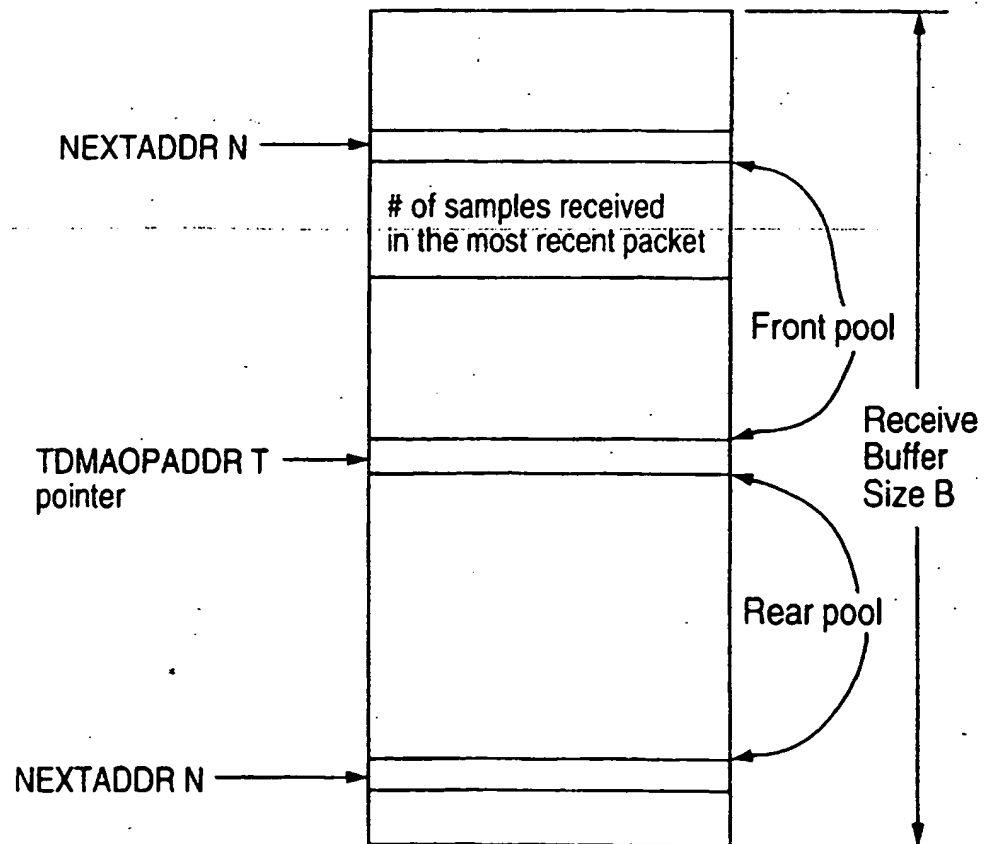 NEXTADDR N
# of samples received
in the most recent packet
Front pool
Receive
Buffer
Size B
TDMAOPADDR T
pointer
Rear pool
NEXTADDR N